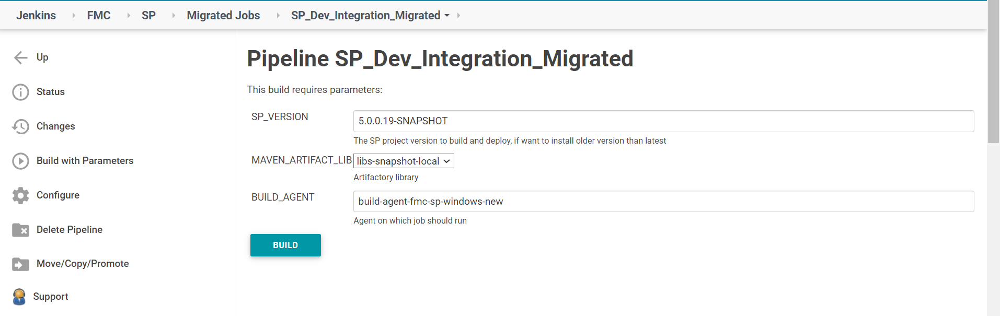 Jenkins FMC SP Migrated Jobs SP_Dev_Integration_Migrated
Up
Status
Changes
Build with Parameters
Configure
Delete Pipeline
Move/Copy/Promote
Support
Pipeline SP_Dev_Integration_Migrated
This build requires parameters:
SP_VERSION
5.0.0.19-SNAPSHOT
The SP project version to build and deploy, if want to install older version than latest
MAVEN_ARTIFACT_LIB
libs-snapshot-local
Artifactory library
BUILD_AGENT
build-agent-fmc-sp-windows-new
Agent on which job should run
BUILD